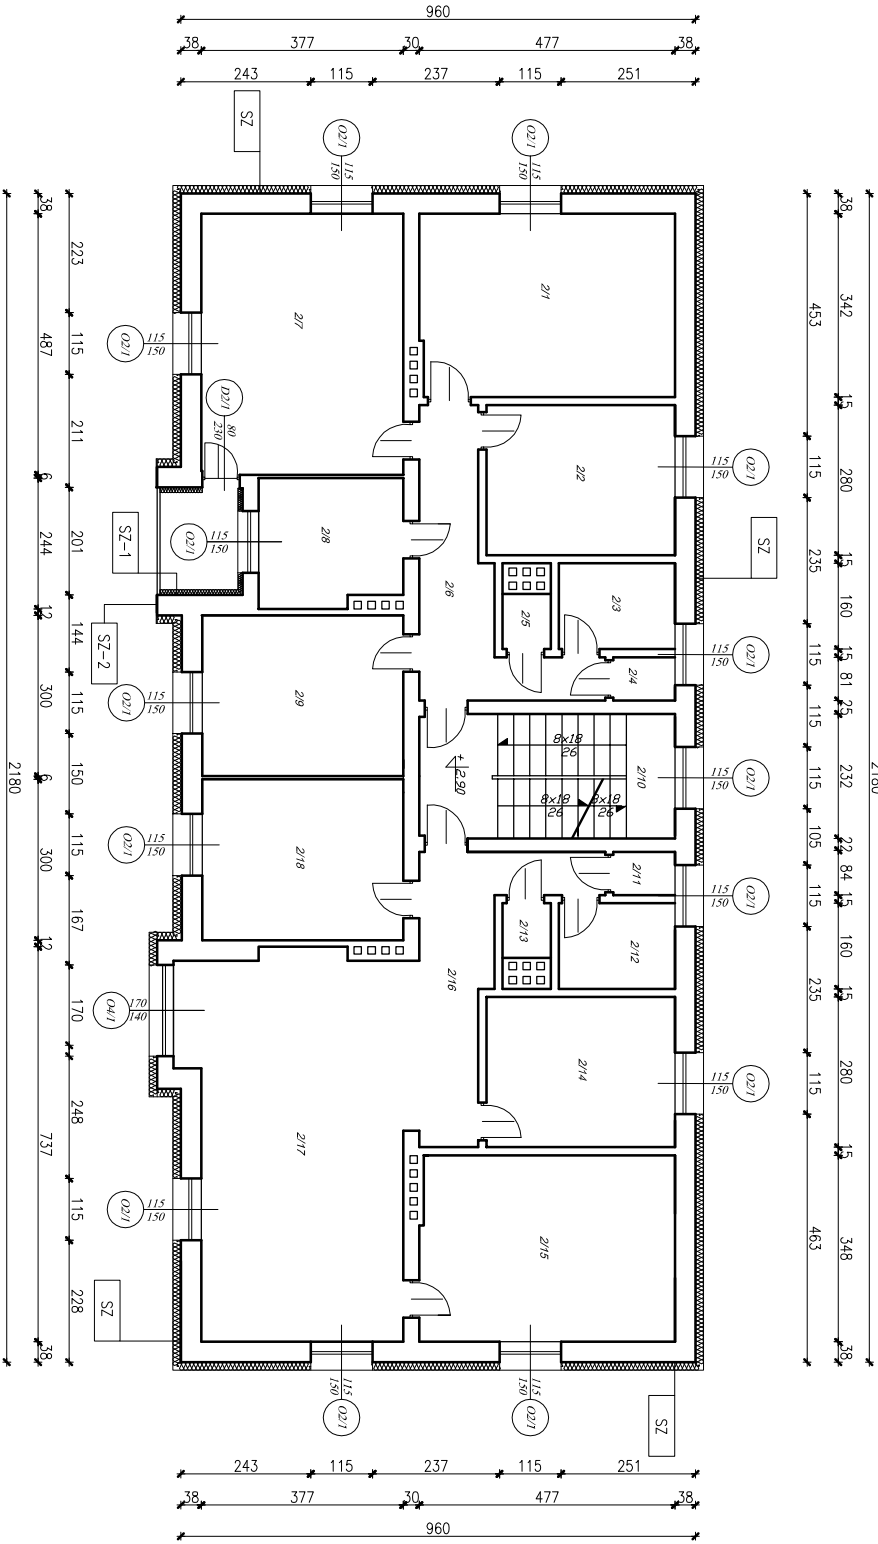 960
38 377 30 477 38
243 115 237 115 251
SZ
O2/1 115 150
O2/1 115 150
2180
38 487 6 244 12 300 6 300 12 737 38
223 115 211 201 144 115 150 115 167 170 248 115 228
O2/1 115 150
D2/1 80 230
O2/1 115 150
SZ-1
SZ-2
O2/1 115 150
O2/1 115 150
O4/1 170 140
O2/1 115 150
SZ
2/1
2/2
2/3
2/4
2/5
2/6
2/7
2/8
2/9
2/10
8x18 26
8x18 26
8x18 26
+ 2.90
2/11
2/12
2/13
2/14
2/15
2/16
2/17
2/18
O2/1 115 150
SZ
O2/1 115 150
O2/1 115 150
O2/1 115 150
O2/1 115 150
453 115 235 115 115 115 105 115 235 115 463
38 342 15 280 15 160 15 81 25 232 22 84 15 160 15 280 15 348 38
2180
O2/1 115 150
O2/1 115 150
SZ
243 115 237 115 251
38 377 30 477 38
960